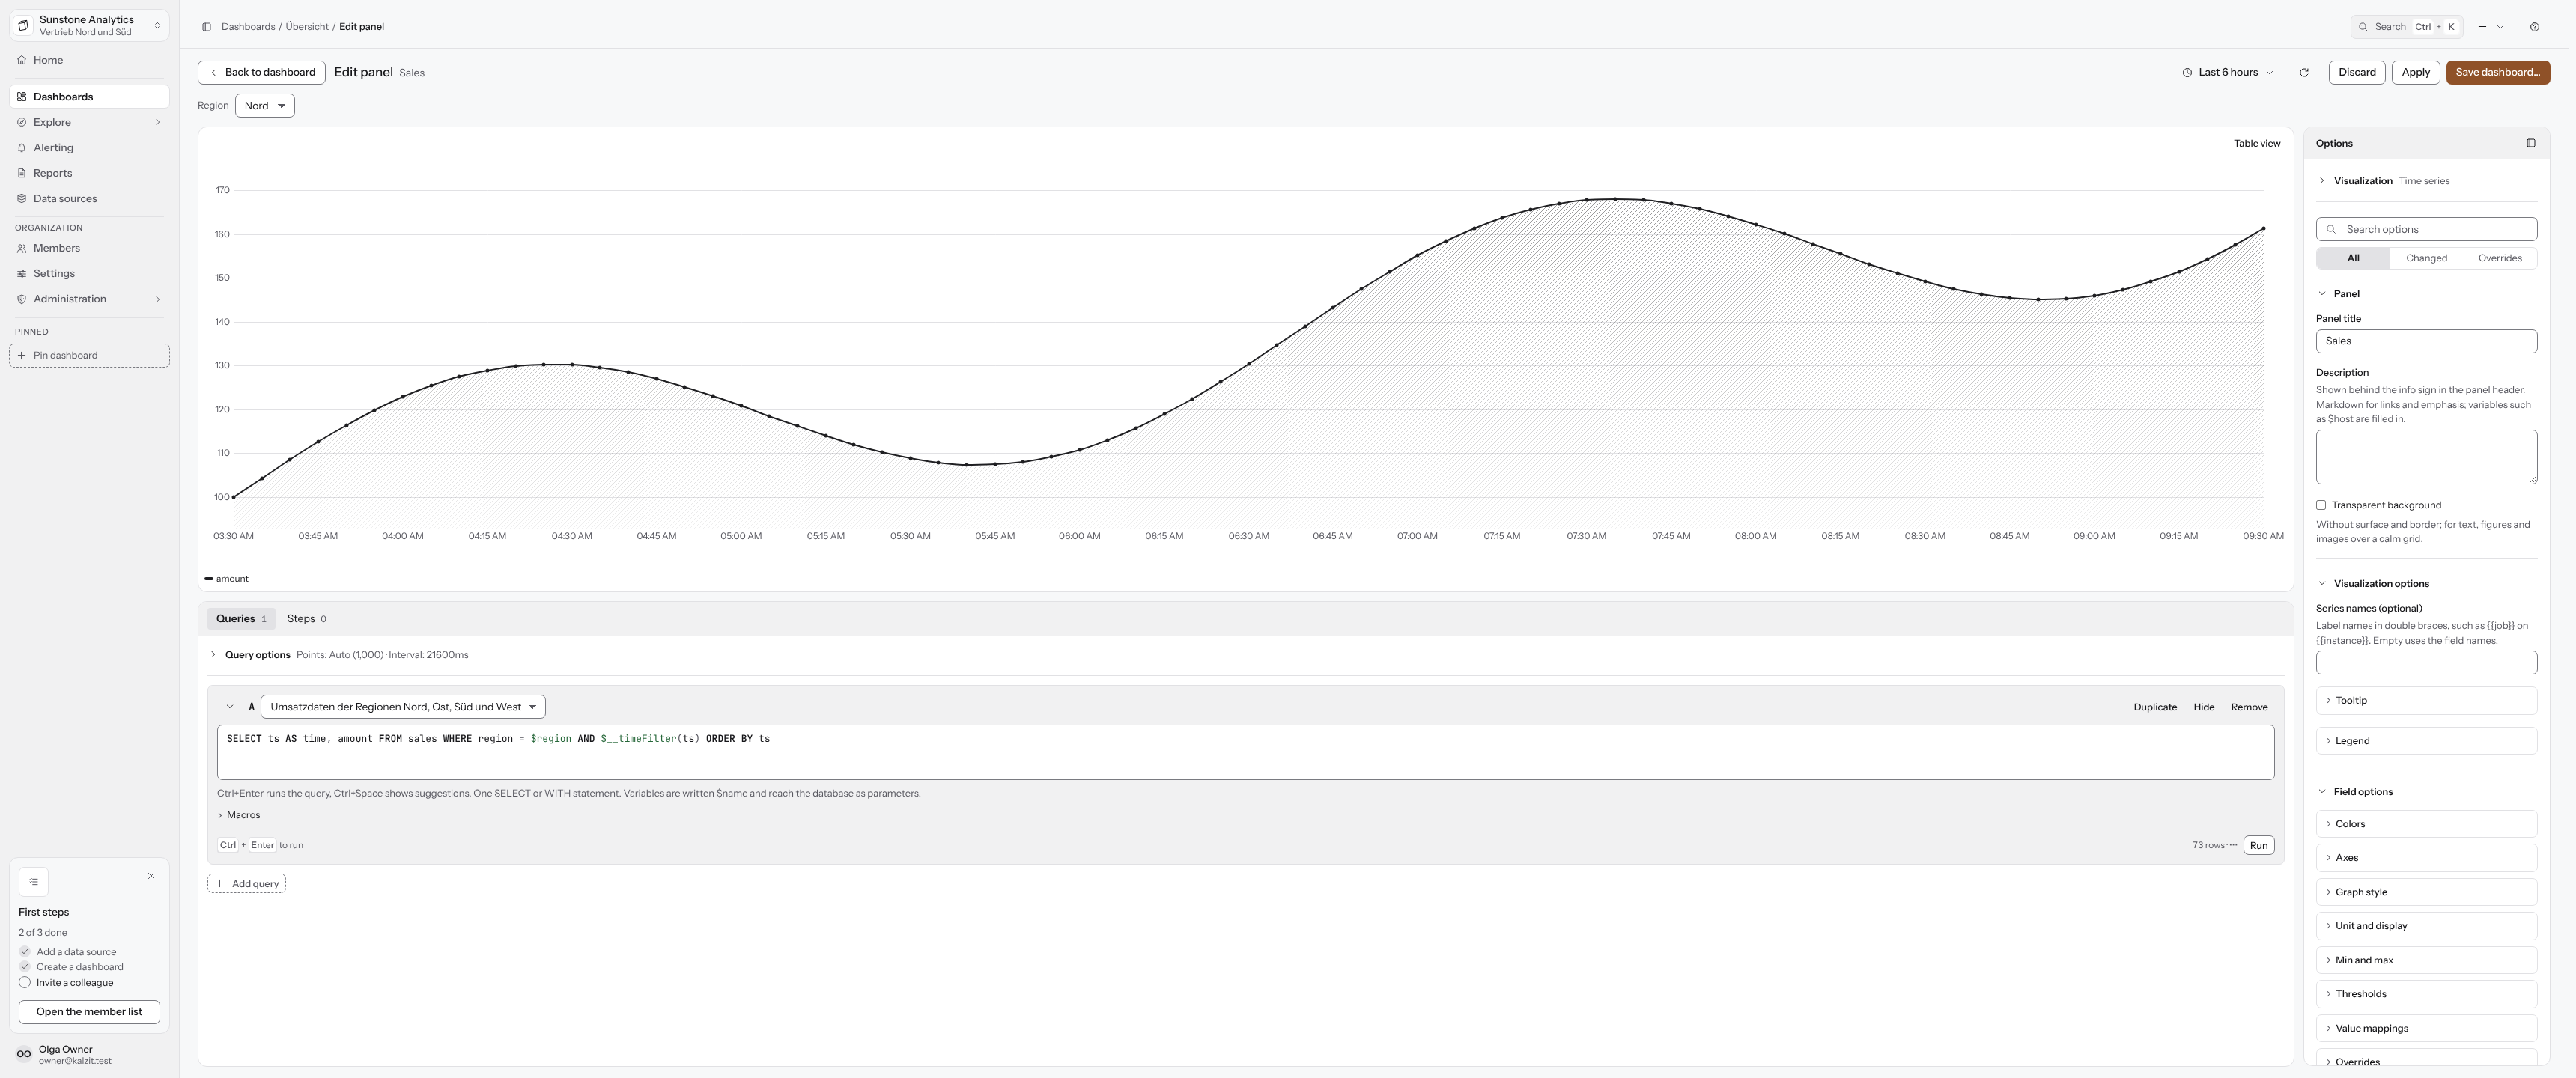 Sunstone Analytics
Vertrieb Nord und Süd
Home
Dashboards
Explore
Alerting
Reports
Data sources
ORGANIZATION
Members
Settings
Administration
PINNED
Pin dashboard
First steps
2 of 3 done
Add a data source
Create a dashboard
Invite a colleague
Open the member list
OO
Olga Owner
owner@kalzit.test
Dashboards / Übersicht / Edit panel
Search Ctrl + K
Back to dashboard
Edit panel Sales
Last 6 hours
Discard
Apply
Save dashboard...
Region Nord
Table view
170
160
150
140
130
120
110
100
03:30 AM 03:45 AM 04:00 AM 04:15 AM 04:30 AM 04:45 AM 05:00 AM 05:15 AM 05:30 AM 05:45 AM 06:00 AM 06:15 AM 06:30 AM 06:45 AM 07:00 AM 07:15 AM 07:30 AM 07:45 AM 08:00 AM 08:15 AM 08:30 AM 08:45 AM 09:00 AM 09:15 AM 09:30 AM
amount
Queries 1 Steps 0
Query options Points: Auto (1,000) · Interval: 21600ms
A Umsatzdaten der Regionen Nord, Ost, Süd und West
Duplicate Hide Remove
SELECT ts AS time, amount FROM sales WHERE region = $region AND $__timeFilter(ts) ORDER BY ts
Ctrl+Enter runs the query, Ctrl+Space shows suggestions. One SELECT or WITH statement. Variables are written $name and reach the database as parameters.
Macros
Ctrl + Enter to run
73 rows · ···
Run
Add query
Options
Visualization Time series
Search options
All Changed Overrides
Panel
Panel title
Sales
Description
Shown behind the info sign in the panel header.
Markdown for links and emphasis; variables such
as $host are filled in.
Transparent background
Without surface and border; for text, figures and
images over a calm grid.
Visualization options
Series names (optional)
Label names in double braces, such as {{job}} on
{{instance}}. Empty uses the field names.
Tooltip
Legend
Field options
Colors
Axes
Graph style
Unit and display
Min and max
Thresholds
Value mappings
Overrides